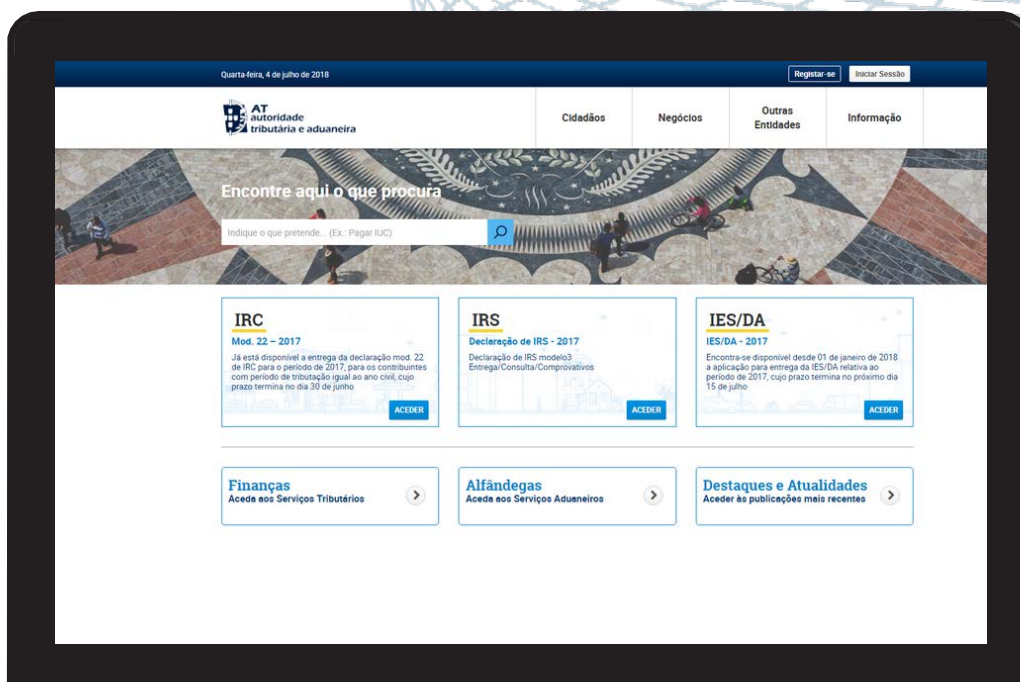 Quarta-feira, 4 de julho de 2018
Registar-se
Iniciar Sessão
AT
autoridade
tributária e aduaneira
Cidadãos
Negócios
Outras
Entidades
Informação
Encontre aqui o que procura
Indique o que pretende... (Ex.: Pagar IUC)
IRC
Mod. 22 – 2017
Já está disponível a entrega da declaração mod. 22
de IRC para o período de 2017, para os contribuintes
com período de tributação igual ao ano civil, cujo
prazo termina no dia 30 de junho
ACEDER
IRS
Declaração de IRS - 2017
Declaração de IRS modelo3
Entrega/Consulta/Comprovativos
ACEDER
IES/DA
IES/DA - 2017
Encontra-se disponível desde 01 de janeiro de 2018
a aplicação para entrega da IES/DA relativa ao
período de 2017, cujo prazo termina no próximo dia
15 de julho
ACEDER
Finanças
Aceda aos Serviços Tributários
Alfândegas
Aceda aos Serviços Aduaneiros
Destaques e Atualidades
Aceder às publicações mais recentes